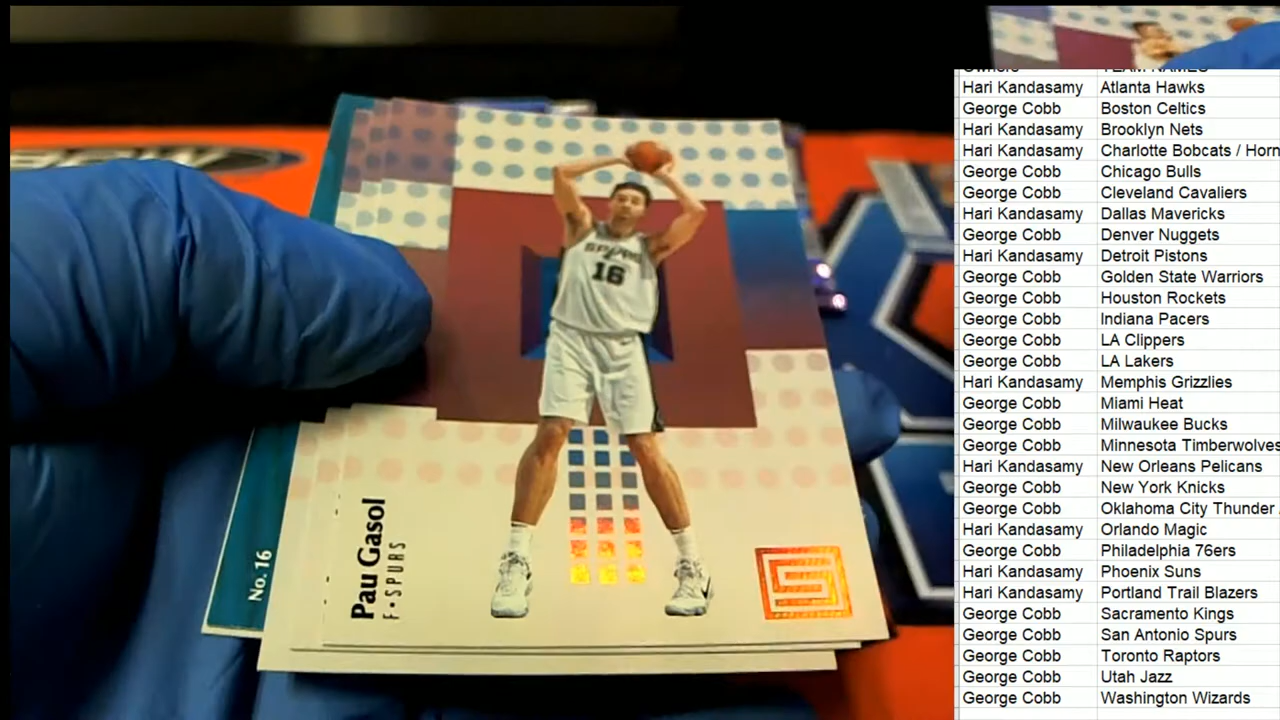 Pau Gasol
F•SPURS
No. 16
SPURS
16
Owners TEAM NAMES
Hari Kandasamy Atlanta Hawks
George Cobb Boston Celtics
Hari Kandasamy Brooklyn Nets
Hari Kandasamy Charlotte Bobcats / Horn
George Cobb Chicago Bulls
George Cobb Cleveland Cavaliers
Hari Kandasamy Dallas Mavericks
George Cobb Denver Nuggets
Hari Kandasamy Detroit Pistons
George Cobb Golden State Warriors
George Cobb Houston Rockets
George Cobb Indiana Pacers
George Cobb LA Clippers
George Cobb LA Lakers
Hari Kandasamy Memphis Grizzlies
George Cobb Miami Heat
George Cobb Milwaukee Bucks
George Cobb Minnesota Timberwolves
Hari Kandasamy New Orleans Pelicans
George Cobb New York Knicks
George Cobb Oklahoma City Thunder
Hari Kandasamy Orlando Magic
George Cobb Philadelphia 76ers
Hari Kandasamy Phoenix Suns
Hari Kandasamy Portland Trail Blazers
George Cobb Sacramento Kings
George Cobb San Antonio Spurs
George Cobb Toronto Raptors
George Cobb Utah Jazz
George Cobb Washington Wizards